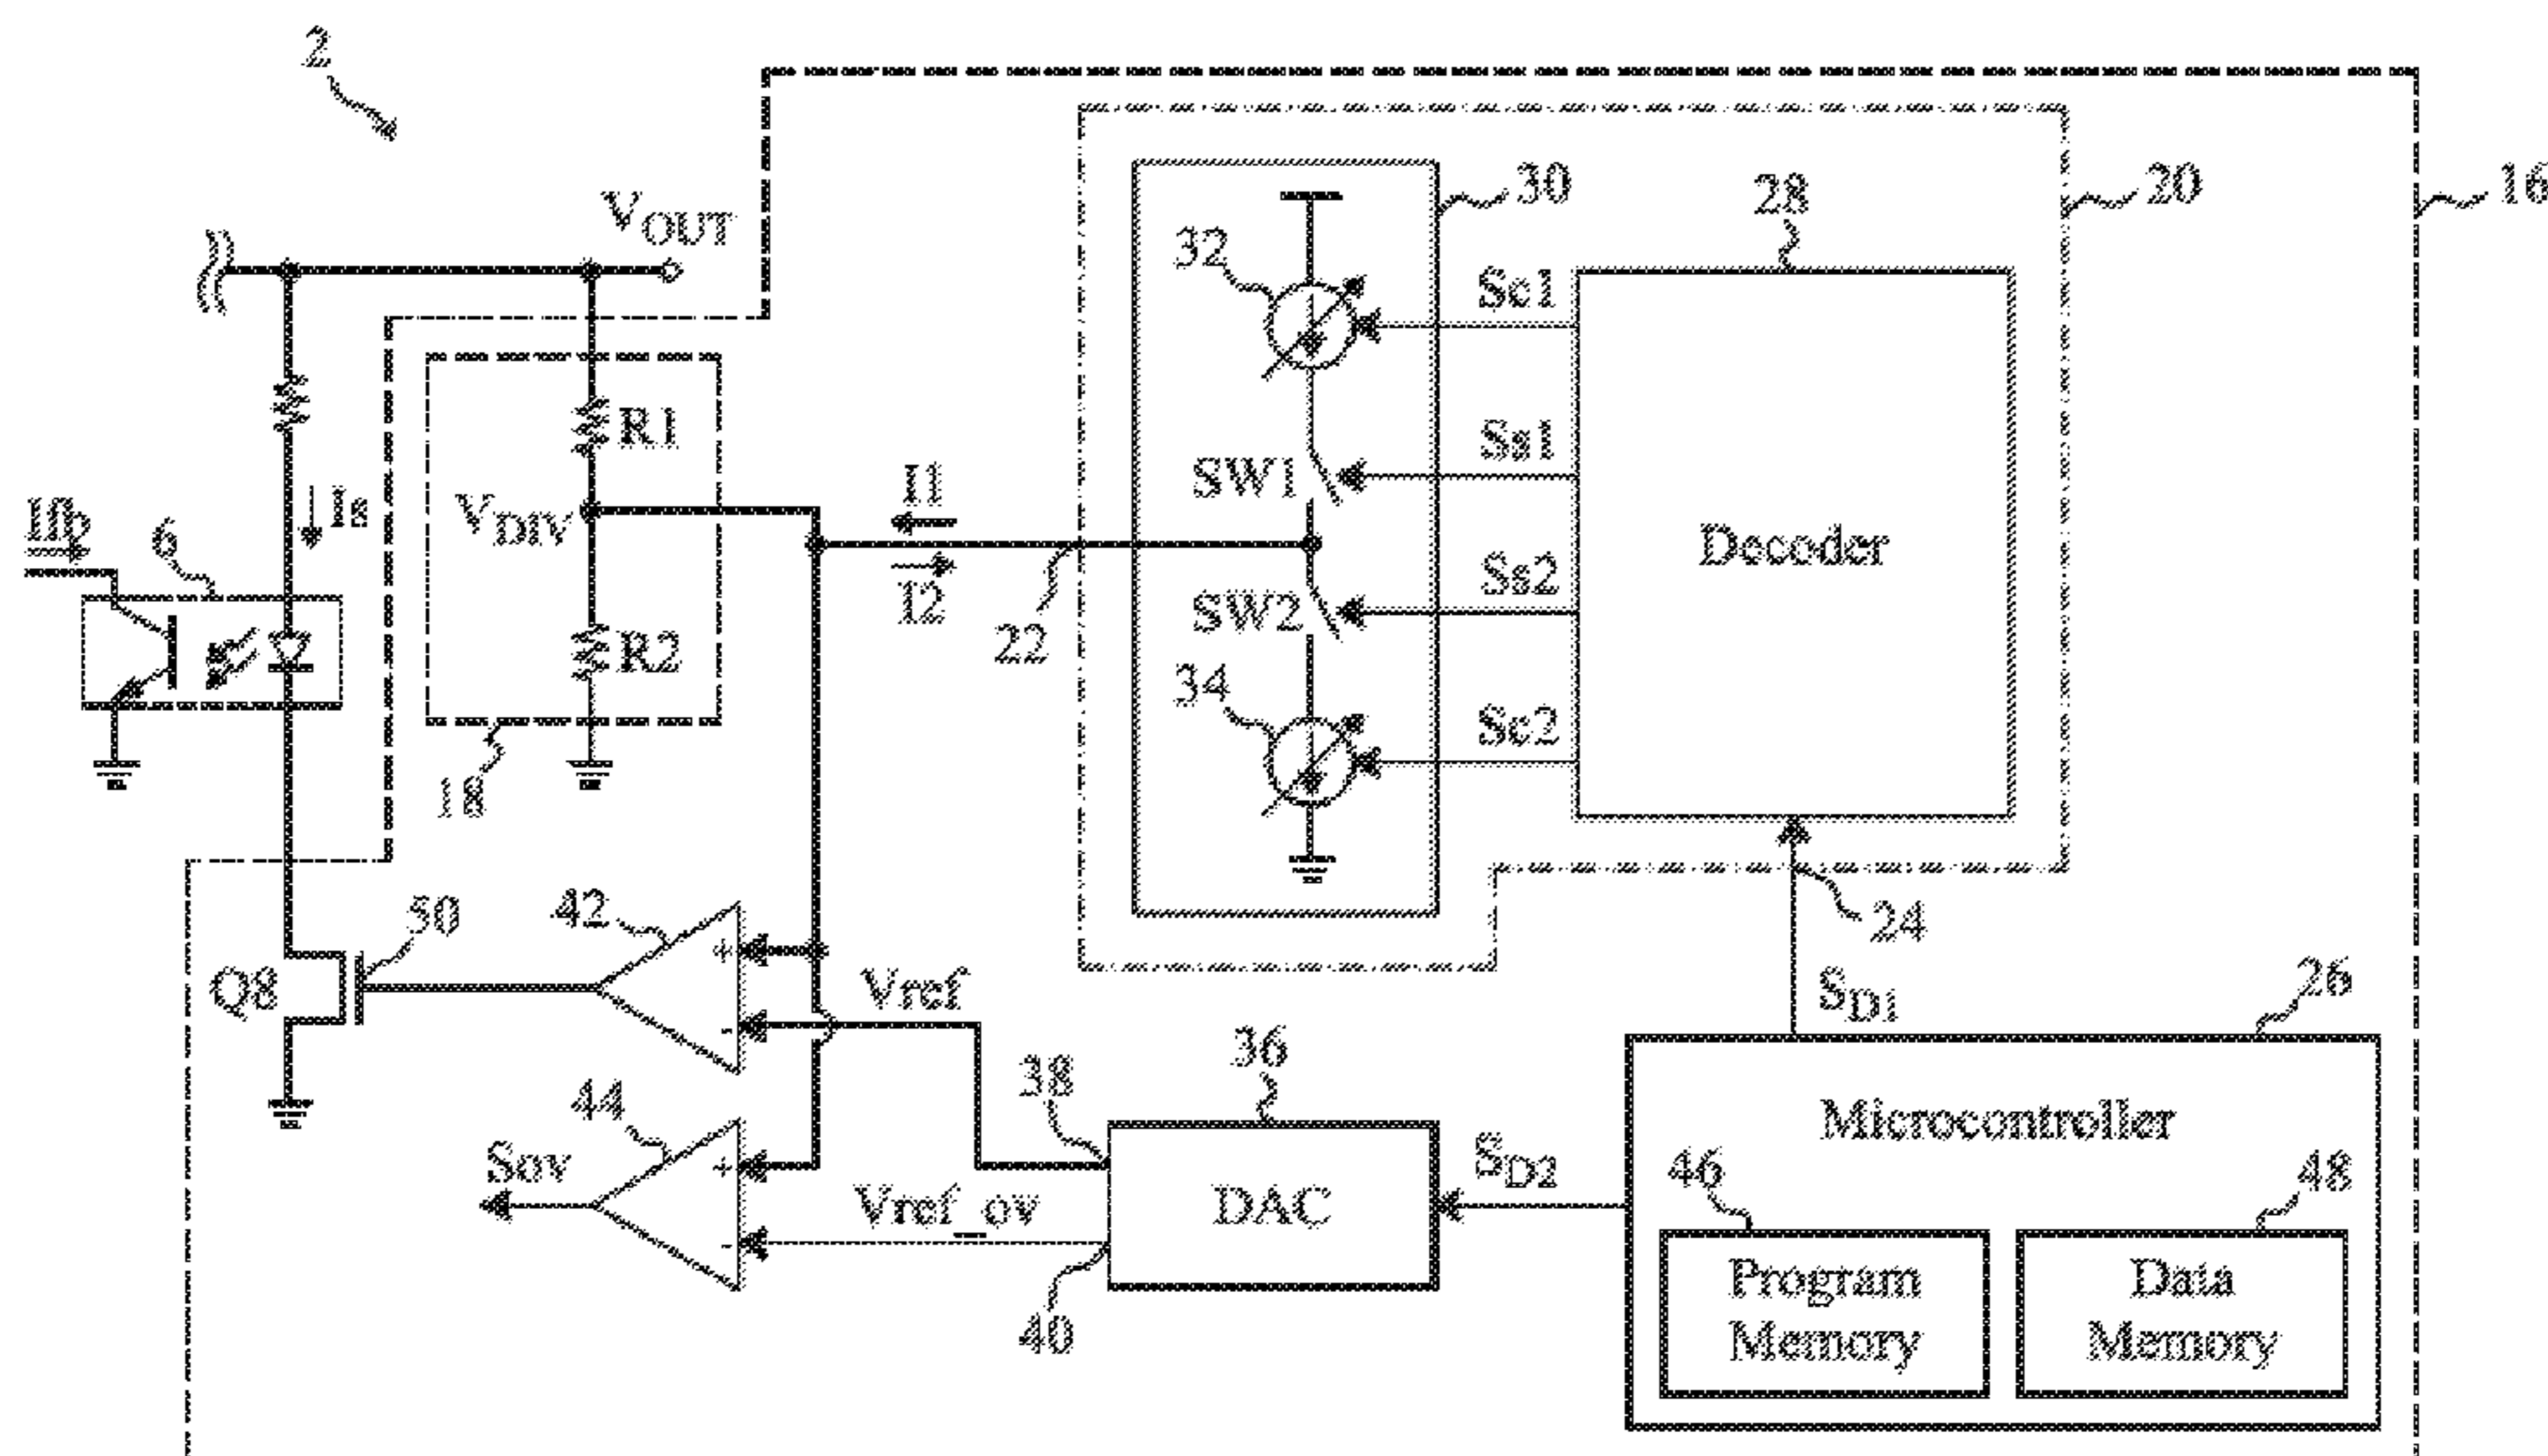 2
16
20
30
28
32
VOUT
Sc1
R1
Ss1
SW1
I1
VDIV
Decoder
Ifb
6
Is
I2
Ss2
SW2
22
R2
34
Sc2
18
24
42
50
Q8
Vref
SD1
26
36
38
Microcontroller
44
Sov
Vref_ov
DAC
SD2
46
48
40
Program
Memory
Data
Memory